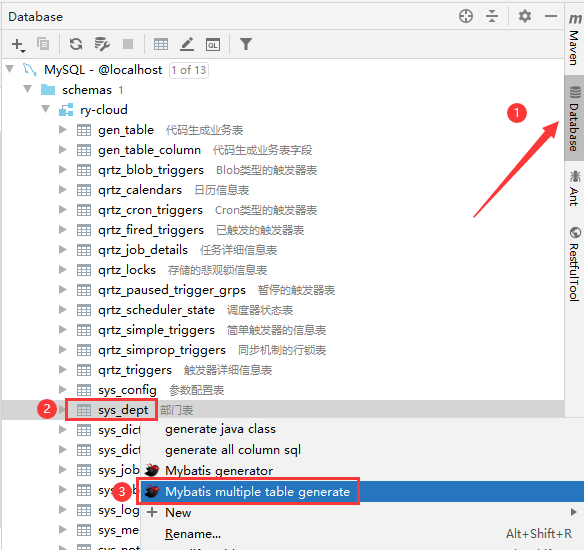 Database
MySQL - @localhost 1 of 13
schemas 1
ry-cloud
gen_table 代码生成业务表
gen_table_column 代码生成业务表字段
qrtz_blob_triggers Blob类型的触发器表
qrtz_calendars 日历信息表
qrtz_cron_triggers Cron类型的触发器表
qrtz_fired_triggers 已触发的触发器表
qrtz_job_details 任务详细信息表
qrtz_locks 存储的悲观锁信息表
qrtz_paused_trigger_grps 暂停的触发器表
qrtz_scheduler_state 调度器状态表
qrtz_simple_triggers 简单触发器的信息表
qrtz_simprop_triggers 同步机制的行锁表
qrtz_triggers 触发器详细信息表
sys_config 参数配置表
2 sys_dept 部门表
sys_dic
sys_dic
sys_job
sys_log
sys_me
generate java class
generate all column sql
Mybatis generator
3 Mybatis multiple table generate
New
Rename... Alt+Shift+R
Maven
1
Database
Ant
RestfulTool
QL